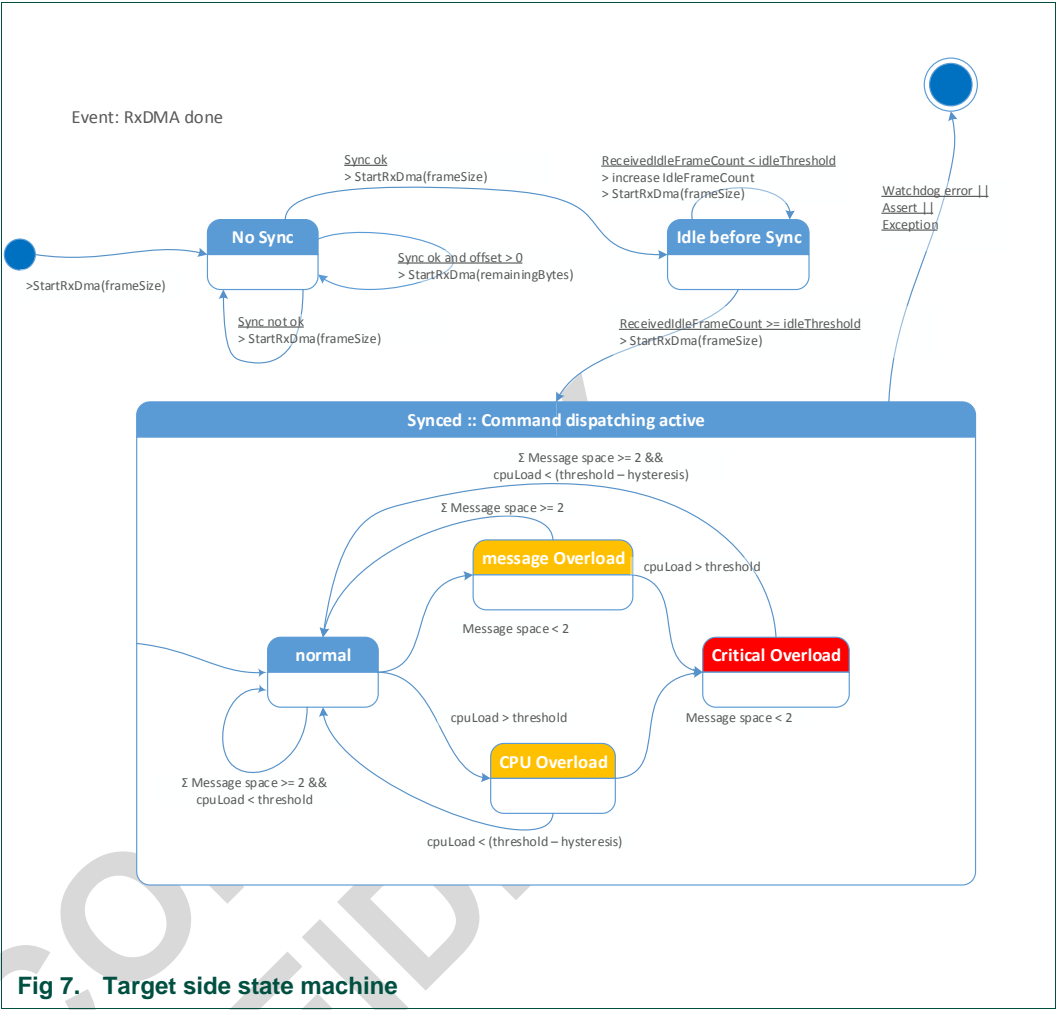 Event: RxDMA done
Sync ok
> StartRxDma(frameSize)
ReceivedIdleFrameCount < idleThreshold
> increase IdleFrameCount
> StartRxDma(frameSize)
Watchdog error ||
Assert ||
Exception
No Sync
Idle before Sync
Sync ok and offset > 0
> StartRxDma(remainingBytes)
>StartRxDma(frameSize)
Sync not ok
> StartRxDma(frameSize)
ReceivedIdleFrameCount >= idleThreshold
> StartRxDma(frameSize)
Synced :: Command dispatching active
Σ Message space >= 2 &&
cpuLoad < (threshold – hysteresis)
Σ Message space >= 2
message Overload
cpuLoad > threshold
Message space < 2
normal
Critical Overload
cpuLoad > threshold
Message space < 2
CPU Overload
Σ Message space >= 2 &&
cpuLoad < threshold
cpuLoad < (threshold – hysteresis)
Fig 7. Target side state machine